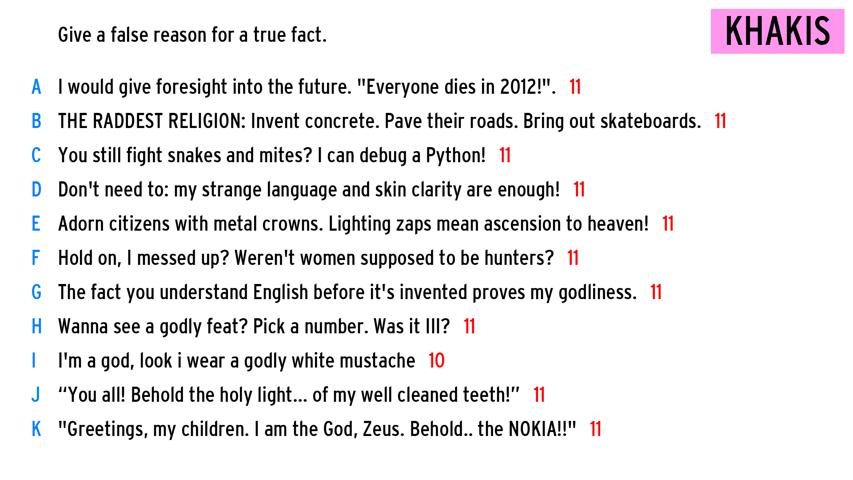 Give a false reason for a true fact.
KHAKIS
A I would give foresight into the future. "Everyone dies in 2012!". 11
B THE RADDEST RELIGION: Invent concrete. Pave their roads. Bring out skateboards. 11
C You still fight snakes and mites? I can debug a Python! 11
D Don't need to: my strange language and skin clarity are enough! 11
E Adorn citizens with metal crowns. Lighting zaps mean ascension to heaven! 11
F Hold on, I messed up? Weren't women supposed to be hunters? 11
G The fact you understand English before it's invented proves my godliness. 11
H Wanna see a godly feat? Pick a number. Was it III? 11
I I'm a god, look i wear a godly white mustache 10
J “You all! Behold the holy light... of my well cleaned teeth!” 11
K "Greetings, my children. I am the God, Zeus. Behold.. the NOKIA!!" 11